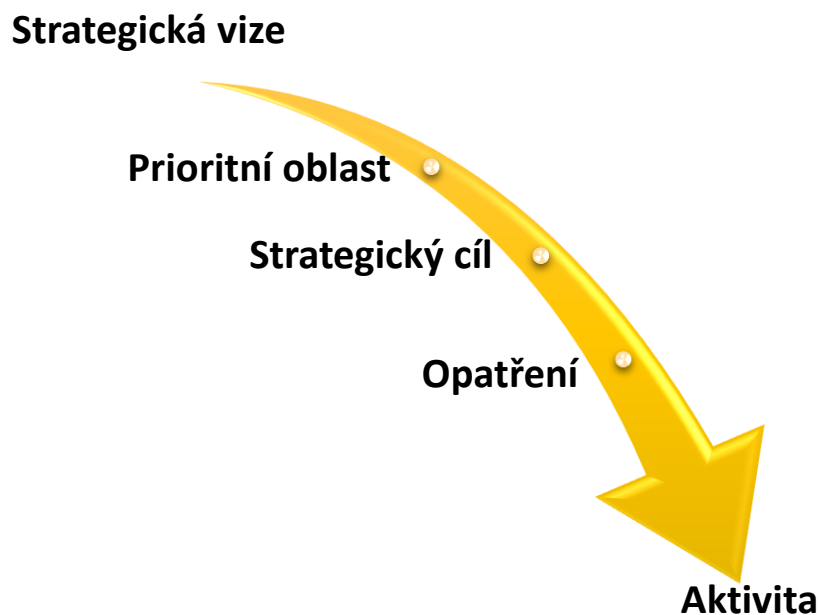 Strategická vize
Prioritní oblast
Strategický cíl
Opatření
Aktivita